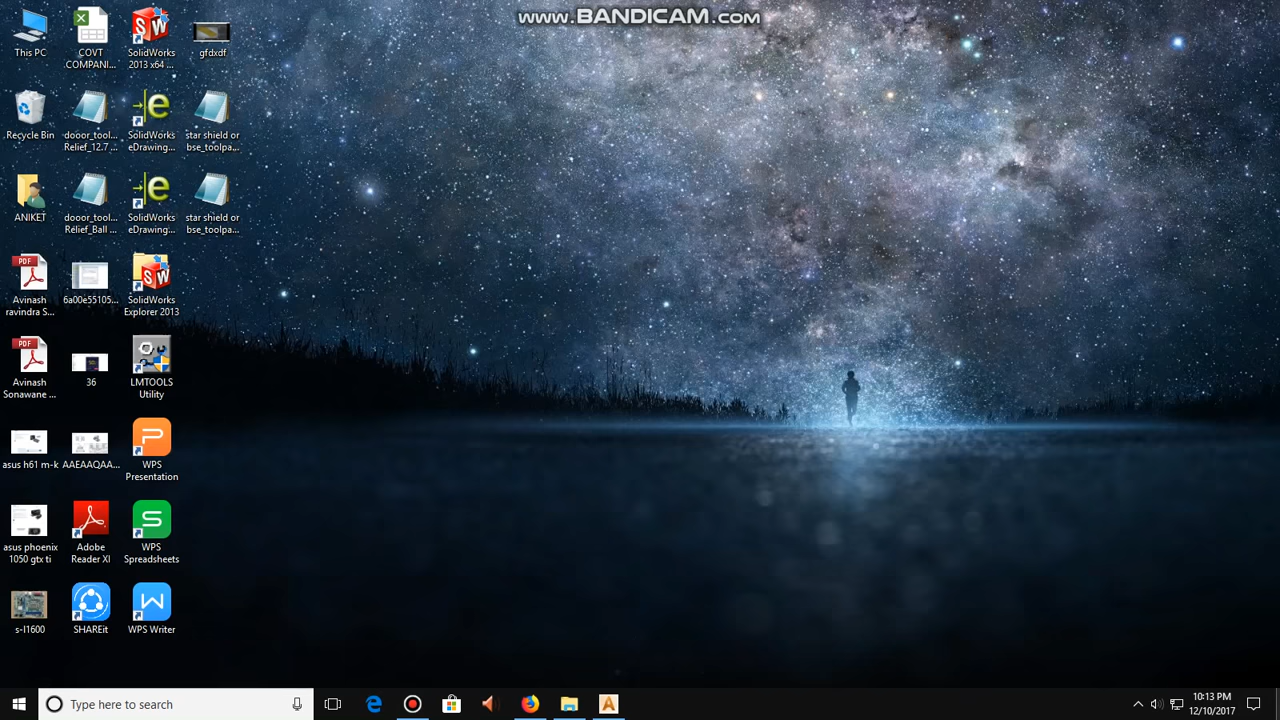 www.BANDICAM.com
This PC
COVT
COMPANI...
SolidWorks
2013 x64 ...
gfdxdf
Recycle Bin
dooor_tool...
Relief_12.7 ...
SolidWorks
eDrawing...
star shield or
bse_toolpa...
ANIKET
dooor_tool...
Relief_Ball ...
SolidWorks
eDrawing...
star shield or
bse_toolpa...
PDF
Avinash
ravindra S...
6a00e55105...
SolidWorks
Explorer 2013
PDF
Avinash
Sonawane ...
36
LMTOOLS
Utility
asus h61 m-k
AAEAAQAA...
WPS
Presentation
asus phoenix
1050 gtx ti
Adobe
Reader XI
WPS
Spreadsheets
s-l1600
SHAREit
WPS Writer
Type here to search
10:13 PM
12/10/2017